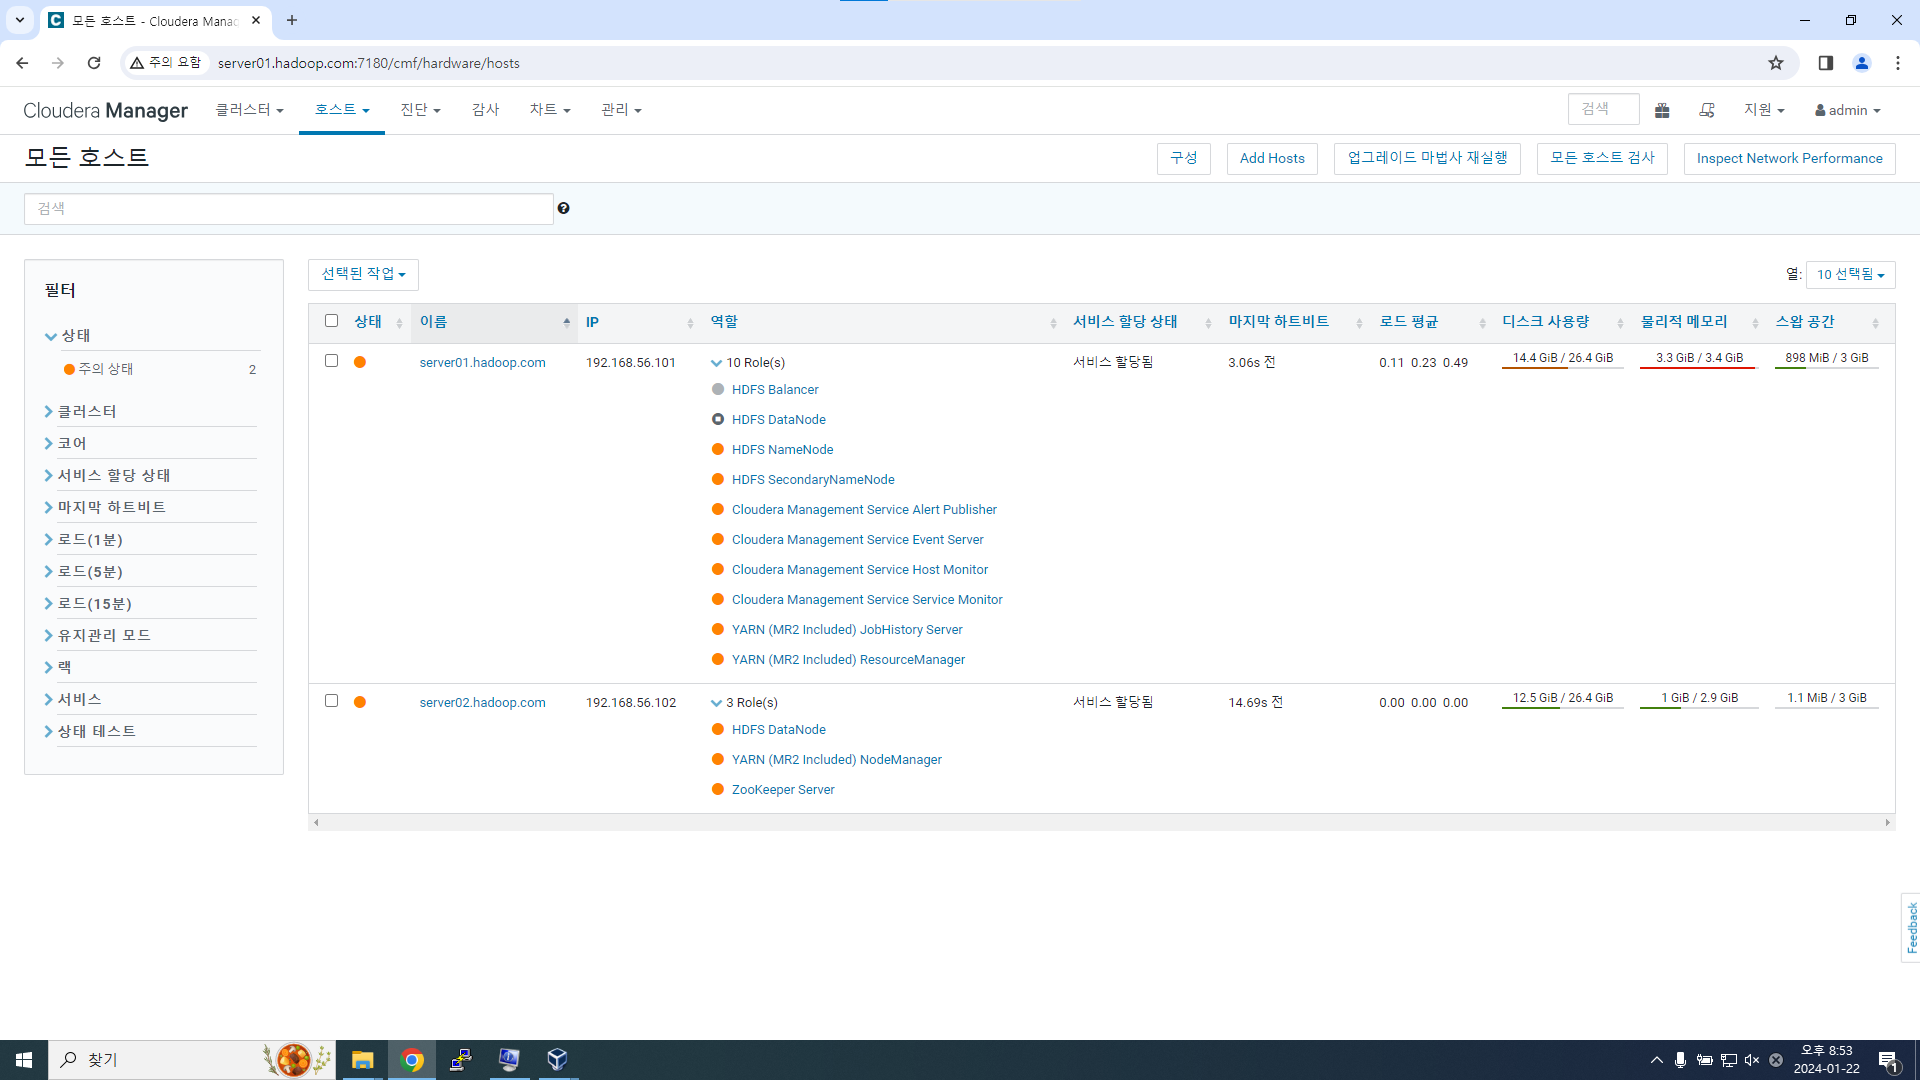 모든 호스트 - Cloudera Manag
주의 요함
server01.hadoop.com:7180/cmf/hardware/hosts
Cloudera Manager
클러스터
호스트
진단
감사
차트
관리
검색
지원
admin
모든 호스트
구성
Add Hosts
업그레이드 마법사 재실행
모든 호스트 검사
Inspect Network Performance
검색
필터
상태
주의 상태 2
클러스터
코어
서비스 할당 상태
마지막 하트비트
로드(1분)
로드(5분)
로드(15분)
유지관리 모드
랙
서비스
상태 테스트
선택된 작업
열: 10 선택됨
상태 이름 IP 역할 서비스 할당 상태 마지막 하트비트 로드 평균 디스크 사용량 물리적 메모리 스왑 공간
server01.hadoop.com 192.168.56.101 10 Role(s) 서비스 할당됨 3.06s 전 0.11 0.23 0.49 14.4 GiB / 26.4 GiB 3.3 GiB / 3.4 GiB 898 MiB / 3 GiB
HDFS Balancer
HDFS DataNode
HDFS NameNode
HDFS SecondaryNameNode
Cloudera Management Service Alert Publisher
Cloudera Management Service Event Server
Cloudera Management Service Host Monitor
Cloudera Management Service Service Monitor
YARN (MR2 Included) JobHistory Server
YARN (MR2 Included) ResourceManager
server02.hadoop.com 192.168.56.102 3 Role(s) 서비스 할당됨 14.69s 전 0.00 0.00 0.00 12.5 GiB / 26.4 GiB 1 GiB / 2.9 GiB 1.1 MiB / 3 GiB
HDFS DataNode
YARN (MR2 Included) NodeManager
ZooKeeper Server
Feedback
찾기
오후 8:53
2024-01-22
1